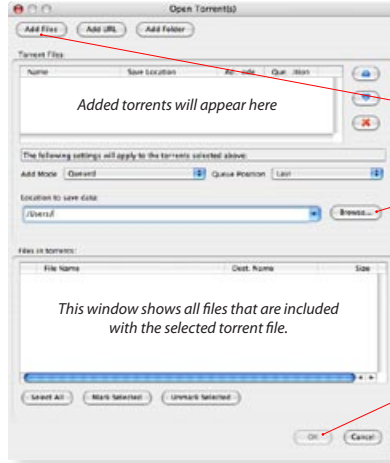 Open Torrent(s)
Add Files Add URL Add Folder
Torrent Files
Name Save Location
Added torrents will appear here
The following settings will apply to the torrents selected above:
Add Mode Queued Queue Position Last
Location to save data:
/Users/ Browse...
Files in torrents:
File Name Dest. Name Size
This window shows all files that are included
with the selected torrent file.
Select All Mark Selected Unmark Selected
OK Cancel